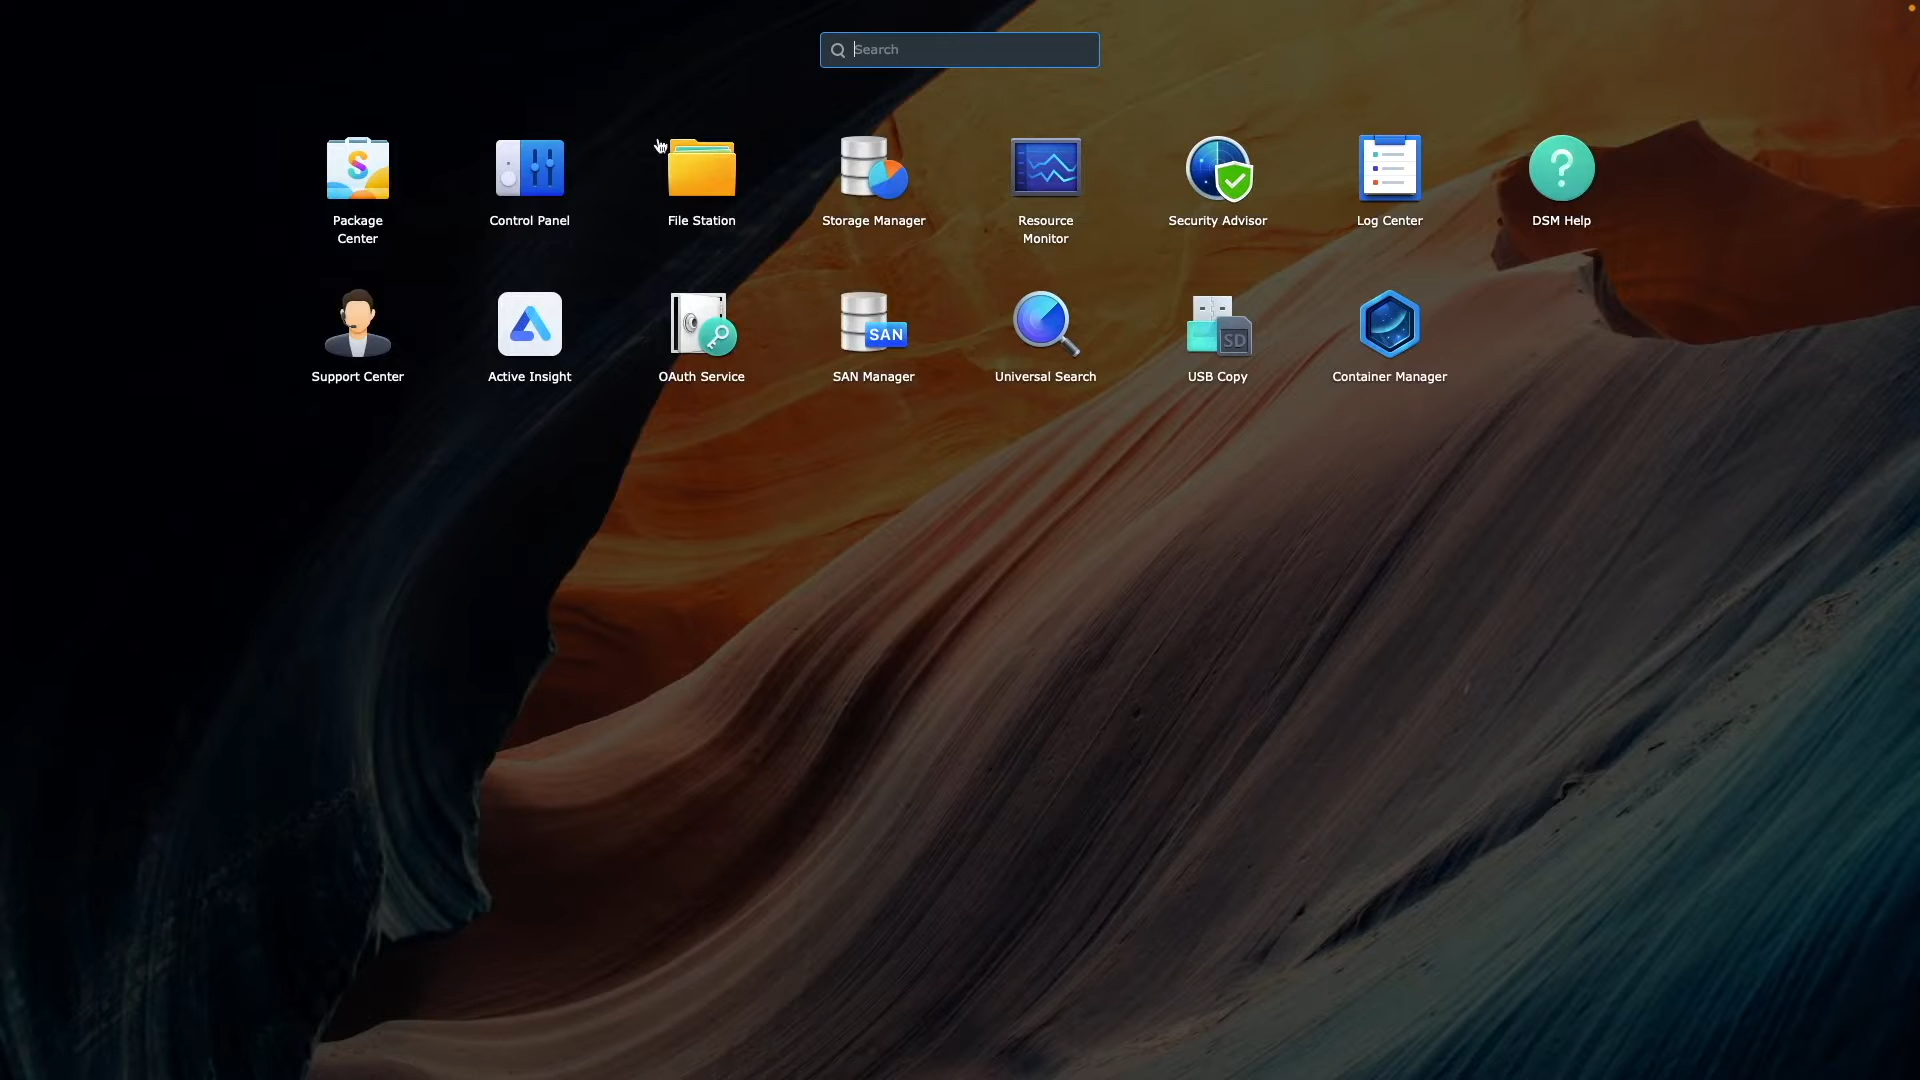 Search
Package
Center
Control Panel
File Station
Storage Manager
Resource
Monitor
Security Advisor
Log Center
DSM Help
Support Center
Active Insight
OAuth Service
SAN
SAN Manager
Universal Search
SD
USB Copy
Container Manager